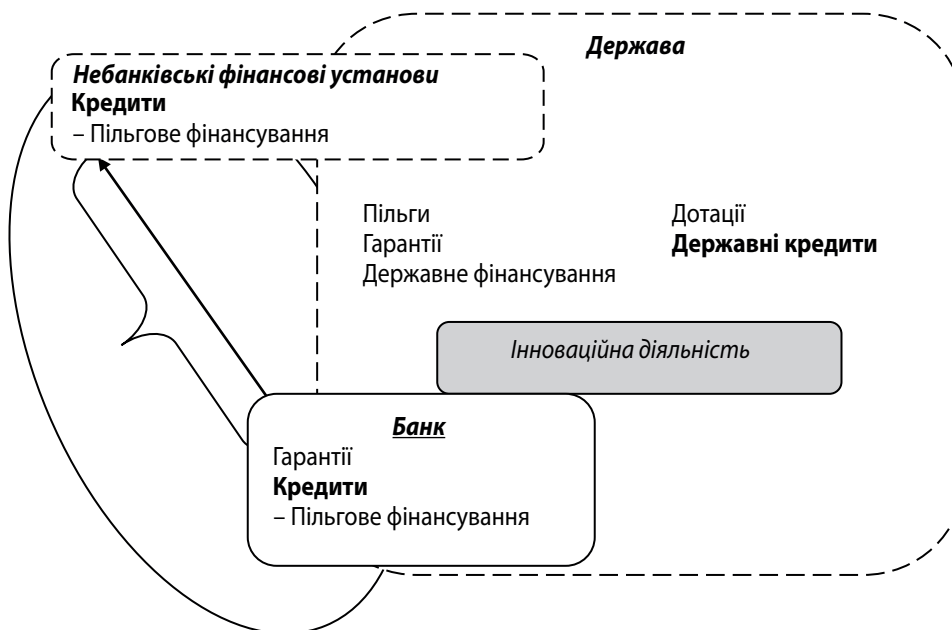 Держава
Небанківські фінансові установи
Кредити
– Пільгове фінансування
Пільги
Гарантії
Державне фінансування
Дотації
Державні кредити
Інноваційна діяльність
Банк
Гарантії
Кредити
– Пільгове фінансування